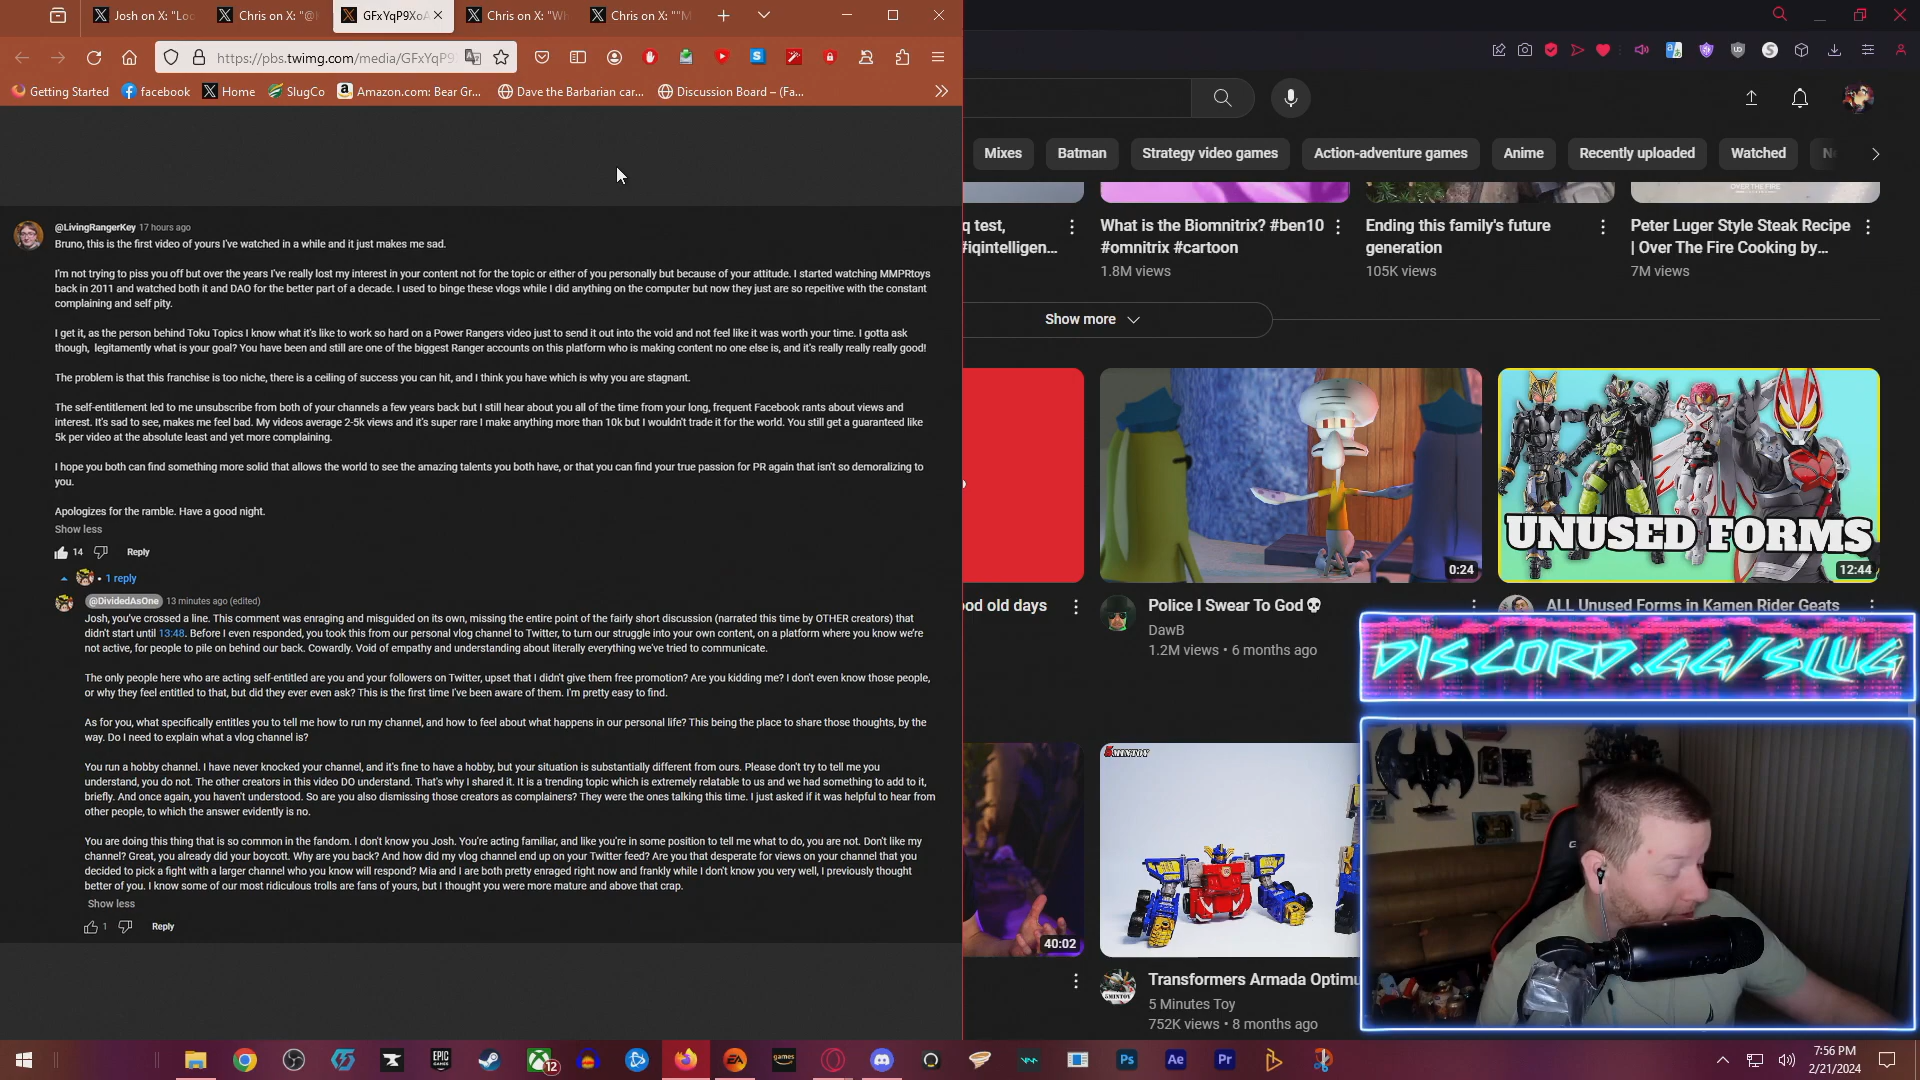 Josh on X: "Loc
Chris on X: "@
GFxYqP9XoA
Chris on X: "Wh
Chris on X: ""M
https://pbs.twimg.com/media/GFxYqP9
Getting Started
facebook
Home
SlugCo
Amazon.com: Bear Gr...
Dave the Barbarian car...
Discussion Board – (Fa...
@LivingRangerKey 17 hours ago
Bruno, this is the first video of yours I've watched in a while and it just makes me sad.
I'm not trying to piss you off but over the years I've really lost my interest in your content not for the topic or either of you personally but because of your attitude. I started watching MMPRtoys
back in 2011 and watched both it and DAO for the better part of a decade. I used to binge these vlogs while I did anything on the computer but now they just are so repeitive with the constant
complaining and self pity.
I get it, as the person behind Toku Topics I know what it's like to work so hard on a Power Rangers video just to send it out into the void and not feel like it was worth your time. I gotta ask
though, legitamently what is your goal? You have been and still are one of the biggest Ranger accounts on this platform who is making content no one else is, and it's really really really good!
The problem is that this franchise is too niche, there is a ceiling of success you can hit, and I think you have which is why you are stagnant.
The self-entitlement led to me unsubscribe from both of your channels a few years back but I still hear about you all of the time from your long, frequent Facebook rants about views and
interest. It's sad to see, makes me feel bad. My videos average 2-5k views and it's super rare I make anything more than 10k but I wouldn't trade it for the world. You still get a guaranteed like
5k per video at the absolute least and yet more complaining.
I hope you both can find something more solid that allows the world to see the amazing talents you both have, or that you can find your true passion for PR again that isn't so demoralizing to
you.
Apologizes for the ramble. Have a good night.
Show less
14 Reply
1 reply
@DividedAsOne 13 minutes ago (edited)
Josh, you've crossed a line. This comment was enraging and misguided on its own, missing the entire point of the fairly short discussion (narrated this time by OTHER creators) that
didn't start until 13:48. Before I even responded, you took this from our personal vlog channel to Twitter, to turn our struggle into your own content, on a platform where you know we're
not active, for people to pile on behind our back. Cowardly. Void of empathy and understanding about literally everything we've tried to communicate.
The only people here who are acting self-entitled are you and your followers on Twitter, upset that I didn't give them free promotion? Are you kidding me? I don't even know those people,
or why they feel entitled to that, but did they ever even ask? This is the first time I've been aware of them. I'm pretty easy to find.
As for you, what specifically entitles you to tell me how to run my channel, and how to feel about what happens in our personal life? This being the place to share those thoughts, by the
way. Do I need to explain what a vlog channel is?
You run a hobby channel. I have never knocked your channel, and it's fine to have a hobby, but your situation is substantially different from ours. Please don't try to tell me you
understand, you do not. The other creators in this video DO understand. That's why I shared it. It is a trending topic which is extremely relatable to us and we had something to add to it,
briefly. And once again, you haven't understood. So are you also dismissing those creators as complainers? They were the ones talking this time. I just asked if it was helpful to hear from
other people, to which the answer evidently is no.
You are doing this thing that is so common in the fandom. I don't know you Josh. You're acting familiar, and like you're in some position to tell me what to do, you are not. Don't like my
channel? Great, you already did your boycott. Why are you back? And how did my vlog channel end up on your Twitter feed? Are you that desperate for views on your channel that you
decided to pick a fight with a larger channel who you know will respond? Mia and I are both pretty enraged right now and frankly while I don't know you very well, I previously thought
better of you. I know some of our most ridiculous trolls are fans of yours, but I thought you were more mature and above that crap.
Show less
1 Reply
Mixes
Batman
Strategy video games
Action-adventure games
Anime
Recently uploaded
Watched
OVER THE FIRE
q test,
#iqintelligen...
What is the Biomnitrix? #ben10
#omnitrix #cartoon
1.8M views
Ending this family's future
generation
105K views
Peter Luger Style Steak Recipe
| Over The Fire Cooking by...
7M views
Show more
0:24
UNUSED FORMS
12:44
od old days
Police I Swear To God💀
DawB
1.2M views • 6 months ago
ALL Unused Forms in Kamen Rider Geats
DISCORD.GG/SLUG
40:02
5MINTOY
Transformers Armada Optimu
5 Minutes Toy
752K views • 8 months ago
EPIC
GAMES
12
EA
games
Ps
Ae
Pr
7:56 PM
2/21/2024